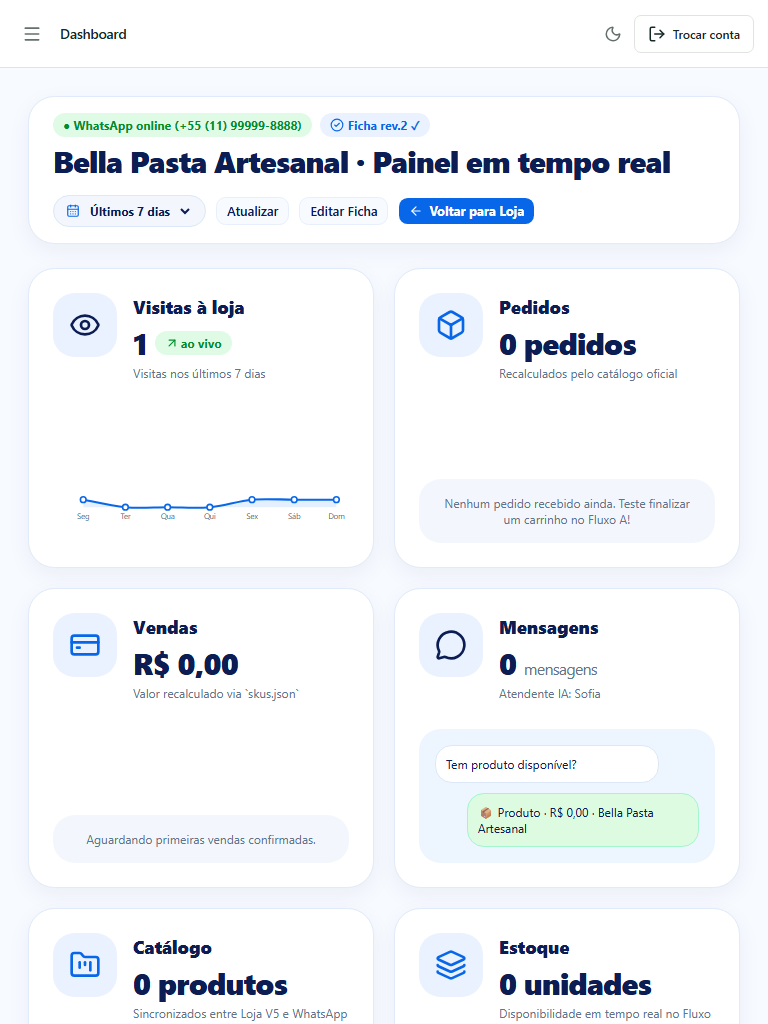 Dashboard
Trocar conta
● WhatsApp online (+55 (11) 99999-8888)
Ficha rev.2 ✓
Bella Pasta Artesanal · Painel em tempo real
Últimos 7 dias
Atualizar
Editar Ficha
← Voltar para Loja
Visitas à loja
1
ao vivo
Visitas nos últimos 7 dias
Seg Ter Qua Qui Sex Sáb Dom
Pedidos
0 pedidos
Recalculados pelo catálogo oficial
Nenhum pedido recebido ainda. Teste finalizar
um carrinho no Fluxo A!
Vendas
R$ 0,00
Valor recalculado via `skus.json`
Aguardando primeiras vendas confirmadas.
Mensagens
0 mensagens
Atendente IA: Sofia
Tem produto disponível?
📦 Produto · R$ 0,00 · Bella Pasta
Artesanal
Catálogo
0 produtos
Sincronizados entre Loja V5 e WhatsApp
Estoque
0 unidades
Disponibilidade em tempo real no Fluxo